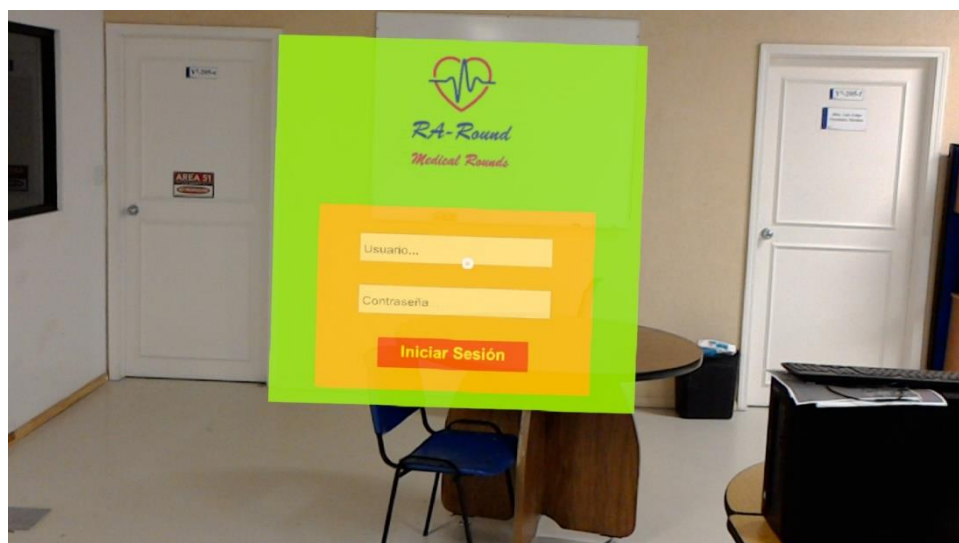 RA-Round
Medical Rounds
AREA 51
Usuario...
Contraseña
Iniciar Sesión